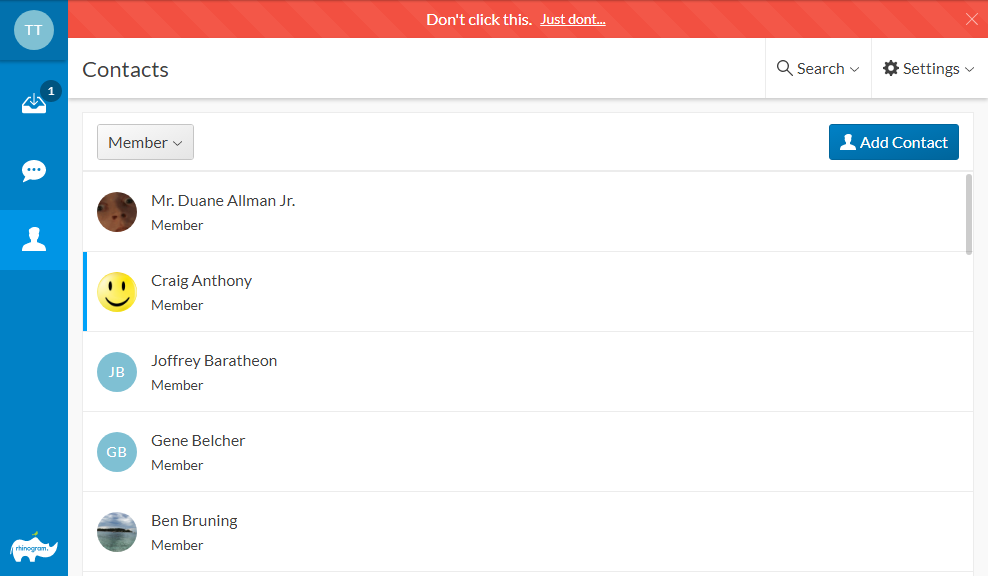 TT
Don't click this. Just dont...
1
Contacts
Search
Settings
Member
Add Contact
Mr. Duane Allman Jr.
Member
Craig Anthony
Member
JB
Joffrey Baratheon
Member
GB
Gene Belcher
Member
Ben Bruning
Member
rhinogram